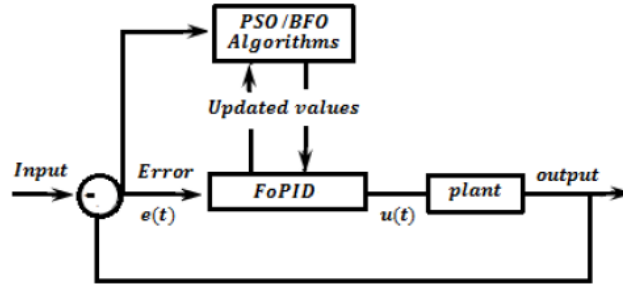 PSO/BFO
Algorithms
Updated values
Input
Error
FoPID
plant
output
-
e(t)
u(t)